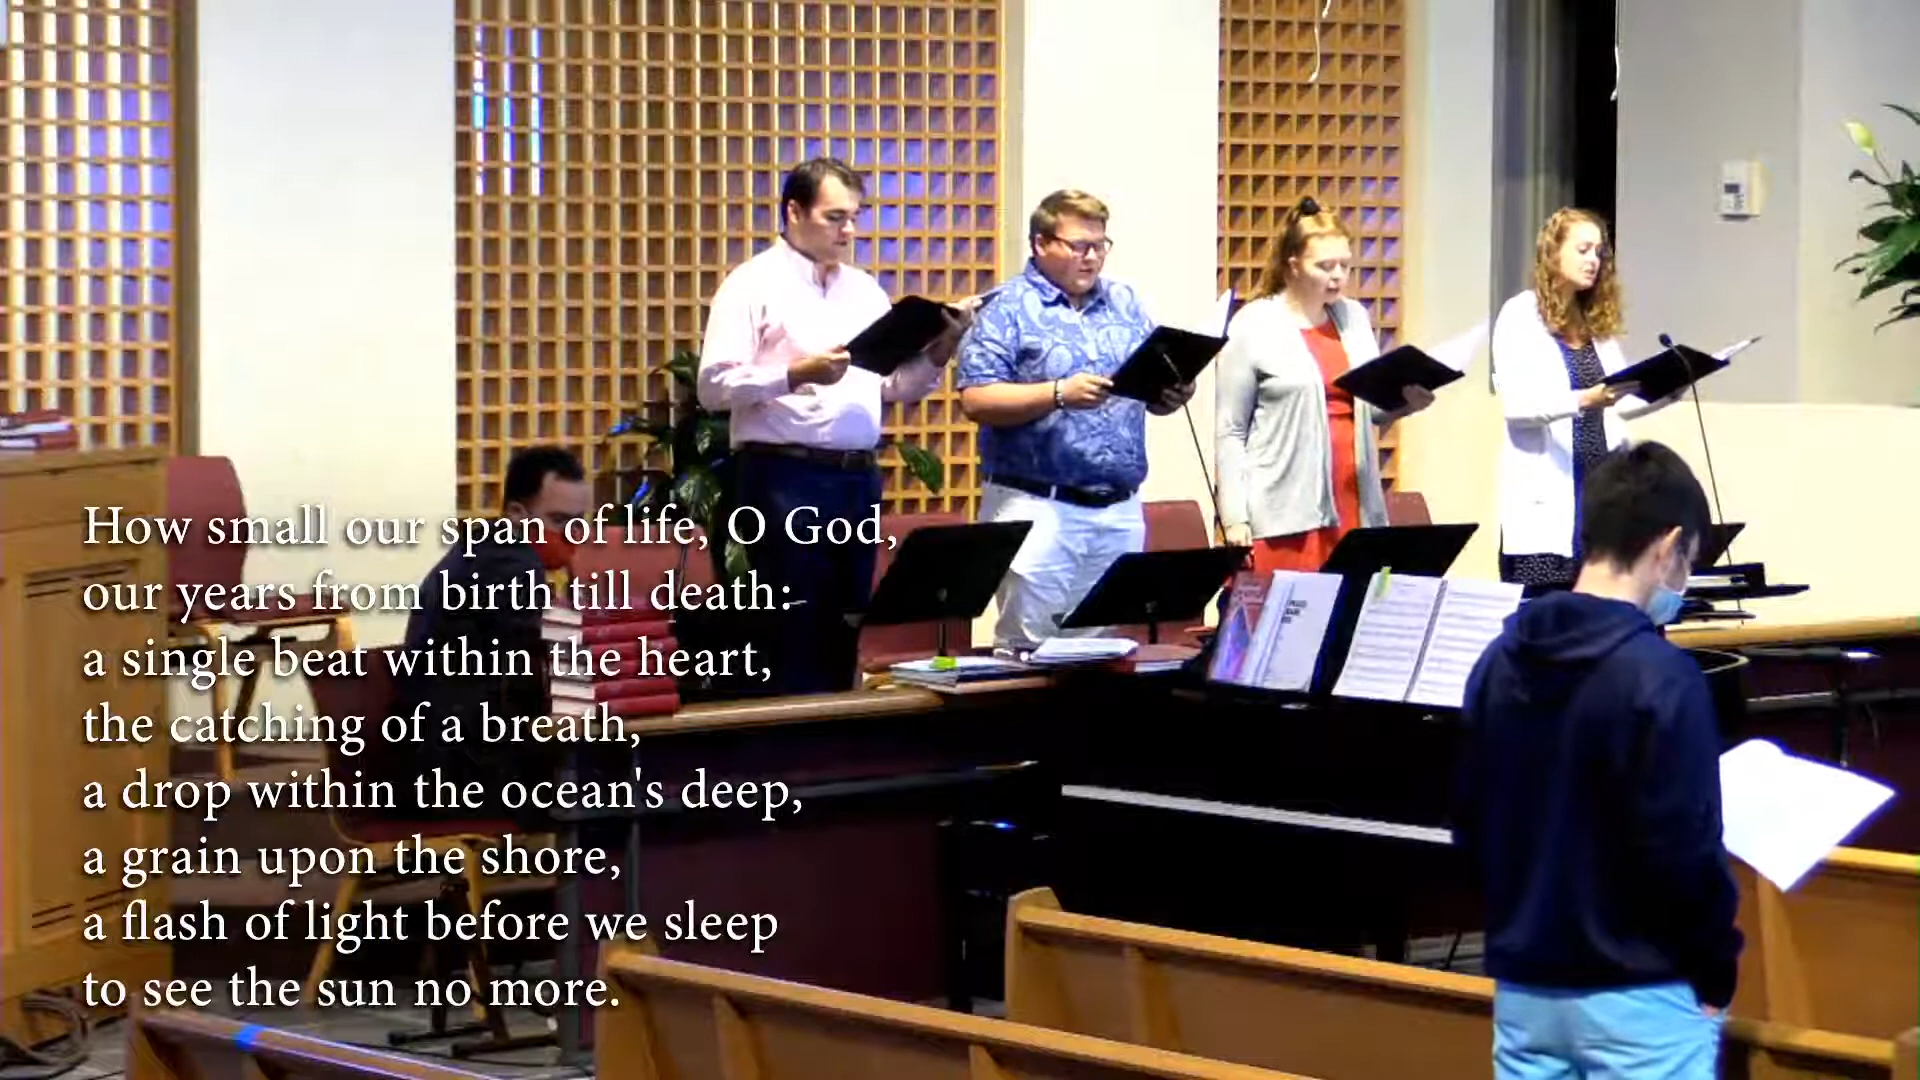 How small our span of life, O God,
our years from birth till death:
a single beat within the heart,
the catching of a breath,
a drop within the ocean's deep,
a grain upon the shore,
a flash of light before we sleep
to see the sun no more.